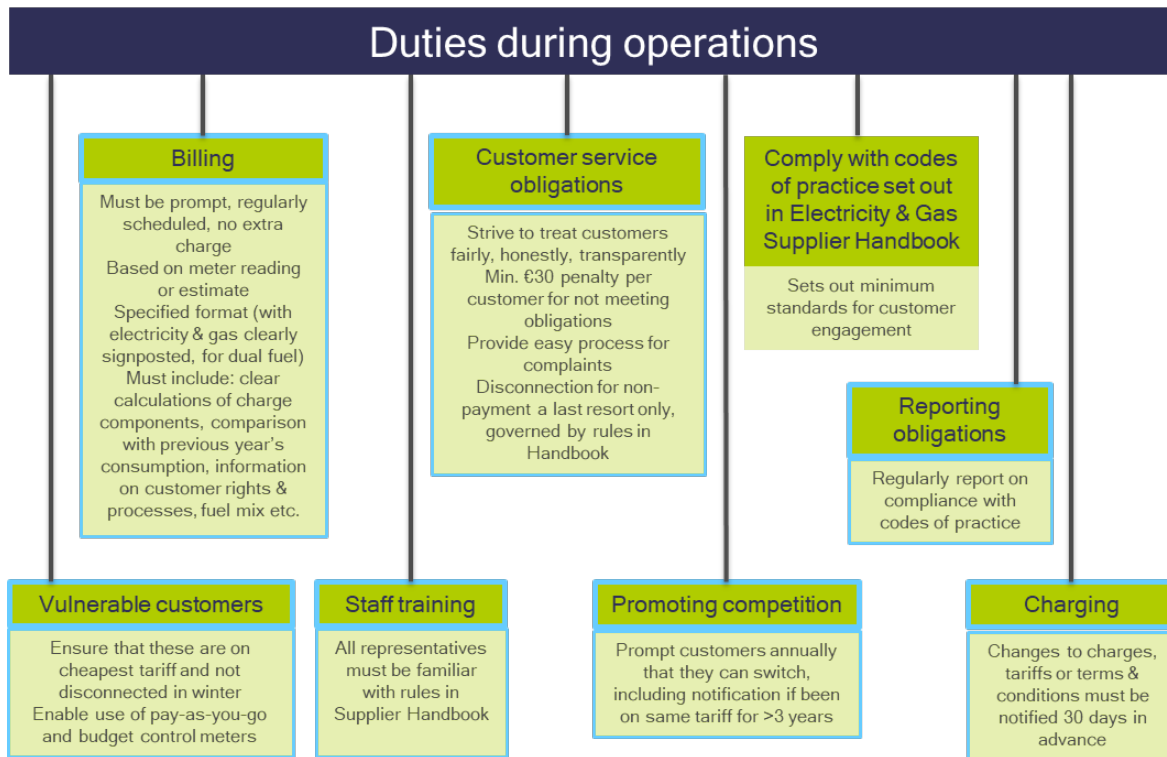 Duties during operations
Billing
Must be prompt, regularly
scheduled, no extra
charge
Based on meter reading
or estimate
Specified format (with
electricity & gas clearly
signposted, for dual fuel)
Must include: clear
calculations of charge
components, comparison
with previous year's
consumption, information
on customer rights &
processes, fuel mix etc.
Customer service
obligations
Strive to treat customers
fairly, honestly, transparently
Min. €30 penalty per
customer for not meeting
obligations
Provide easy process for
complaints
Disconnection for non-
payment a last resort only,
governed by rules in
Handbook
Comply with codes
of practice set out
in Electricity & Gas
Supplier Handbook
Sets out minimum
standards for customer
engagement
Reporting
obligations
Regularly report on
compliance with
codes of practice
Vulnerable customers
Ensure that these are on
cheapest tariff and not
disconnected in winter
Enable use of pay-as-you-go
and budget control meters
Staff training
All representatives
must be familiar
with rules in
Supplier Handbook
Promoting competition
Prompt customers annually
that they can switch,
including notification if been
on same tariff for >3 years
Charging
Changes to charges,
tariffs or terms &
conditions must be
notified 30 days in
advance